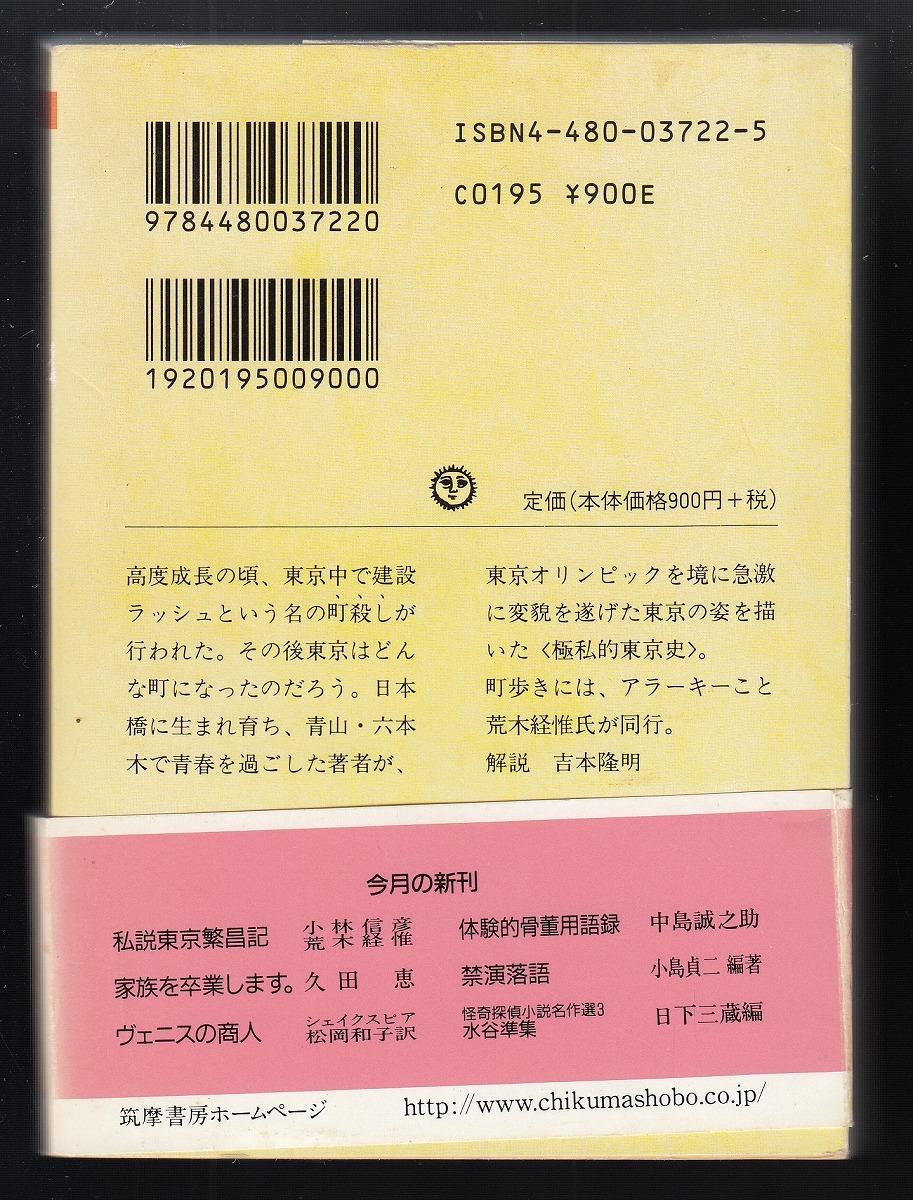 9784480037220
1920195009000
ISBN4-480-03722-5
C0195 ¥900E
定価(本体価格900円+税)
高度成長の頃、東京中で建設
ラッシュという名の町殺しが
行われた。その後東京はどん
な町になったのだろう。日本
橋に生まれ育ち、青山・六本
木で青春を過ごした著者が、
東京オリンピックを境に急激
に変貌を遂げた東京の姿を描
いた〈極私的東京史〉。
町歩きには、アラーキーこと
荒木経惟氏が同行。
解説 吉本隆明
今月の新刊
私説東京繁昌記 小林信彦
荒木経惟
家族を卒業します。 久田恵
ヴェニスの商人 シェイクスピア
松岡和子訳
体験的骨董用語録 中島誠之助
禁演落語 小島貞二 編著
怪奇探偵小説名作選3
水谷準集 日下三蔵編
筑摩書房ホームページ http://www.chikumashobo.co.jp/